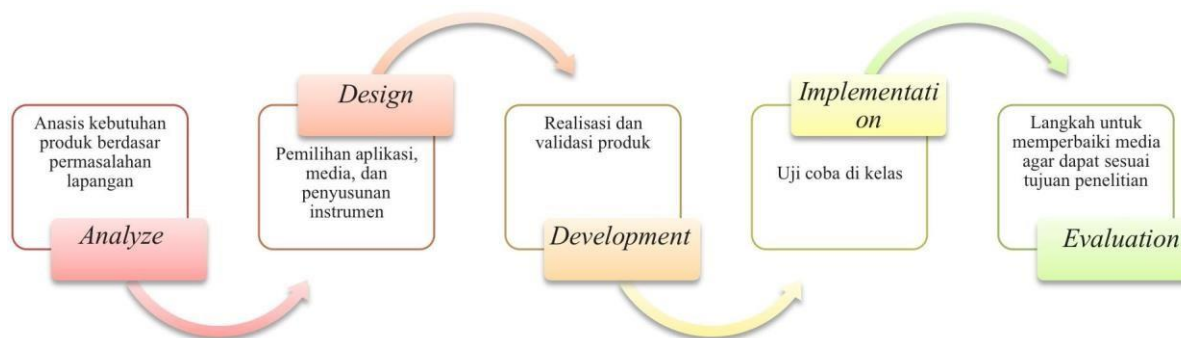 Anasis kebutuhan
produk berdasar
permasalahan
lapangan
Analyze
Design
Pemilihan aplikasi,
media, dan
penyusunan
instrumen
Realisasi dan
validasi produk
Development
Implementati
on
Uji coba di kelas
Langkah untuk
memperbaiki media
agar dapat sesuai
tujuan penelitian
Evaluation